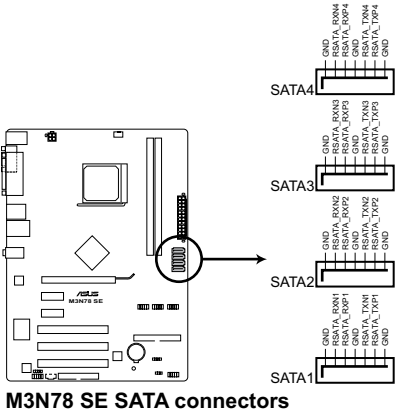 GND
RSATA_RXN4
RSATA_RXP4
GND
RSATA_TXN4
RSATA_TXP4
GND
SATA4
GND
RSATA_RXN3
RSATA_RXP3
GND
RSATA_TXN3
RSATA_TXP3
GND
SATA3
GND
RSATA_RXN2
RSATA_RXP2
GND
RSATA_TXN2
RSATA_TXP2
GND
SATA2
GND
RSATA_RXN1
RSATA_RXP1
GND
RSATA_TXN1
RSATA_TXP1
GND
SATA1
ASUS
M3N78 SE
M3N78 SE SATA connectors